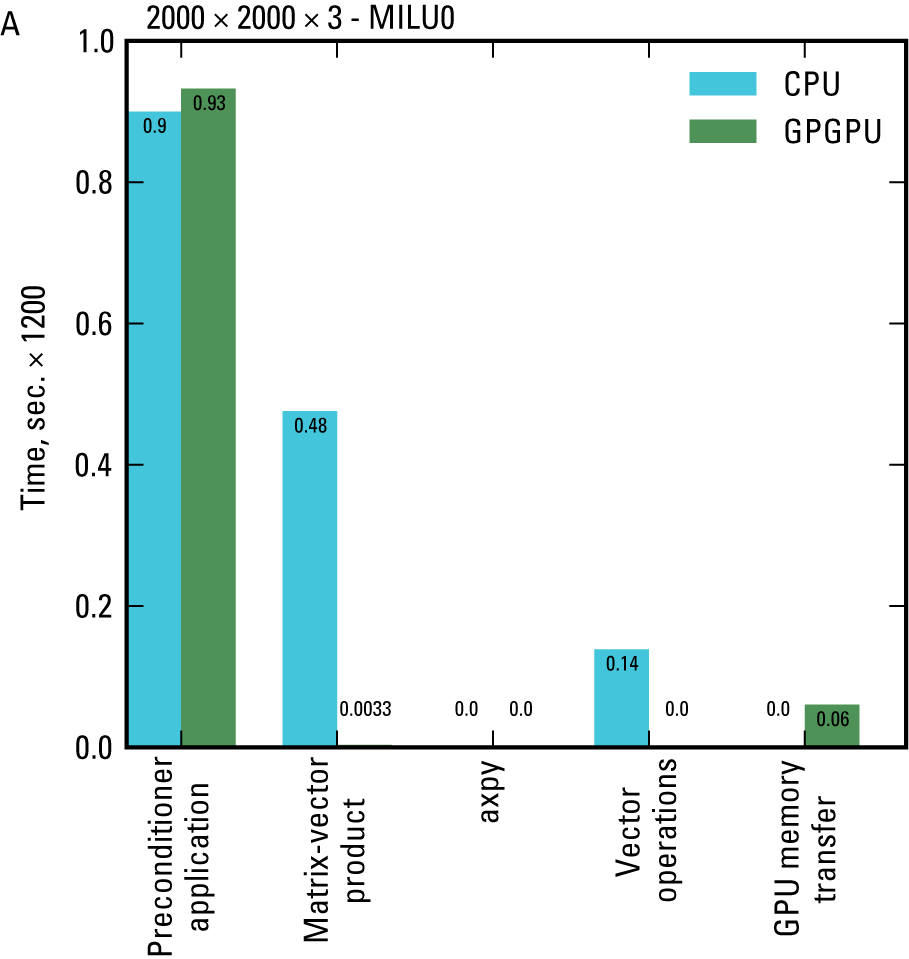 A
2000 × 2000 × 3 - MILU0
CPU
GPGPU
Time, sec. × 1200
1.0
0.8
0.6
0.4
0.2
0.0
0.9
0.93
0.48
0.0033
0.0
0.0
0.14
0.0
0.0
0.06
Preconditioner
application
Matrix-vector
product
axpy
Vector
operations
GPU memory
transfer